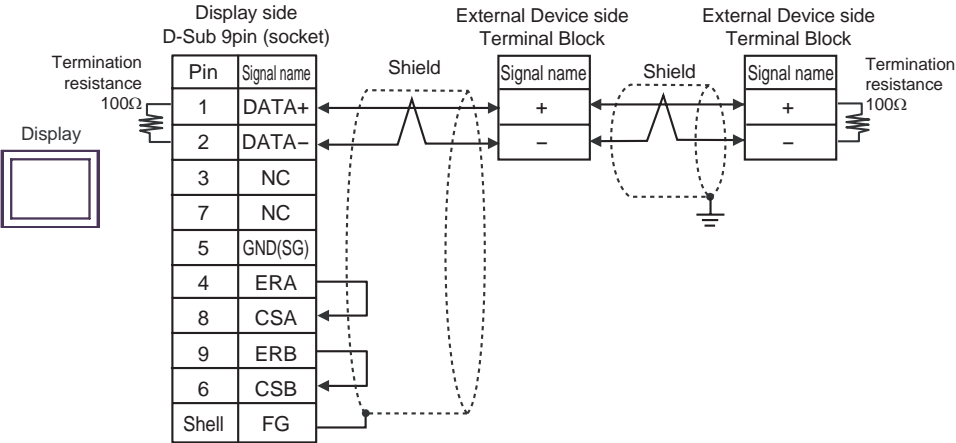 Display side
D-Sub 9pin (socket)
External Device side
Terminal Block
External Device side
Terminal Block
Termination
resistance
100Ω
Display
Pin Signal name
1 DATA+
2 DATA−
3 NC
7 NC
5 GND(SG)
4 ERA
8 CSA
9 ERB
6 CSB
Shell FG
Shield
Signal name
+
−
Shield
Signal name
+
−
Termination
resistance
100Ω